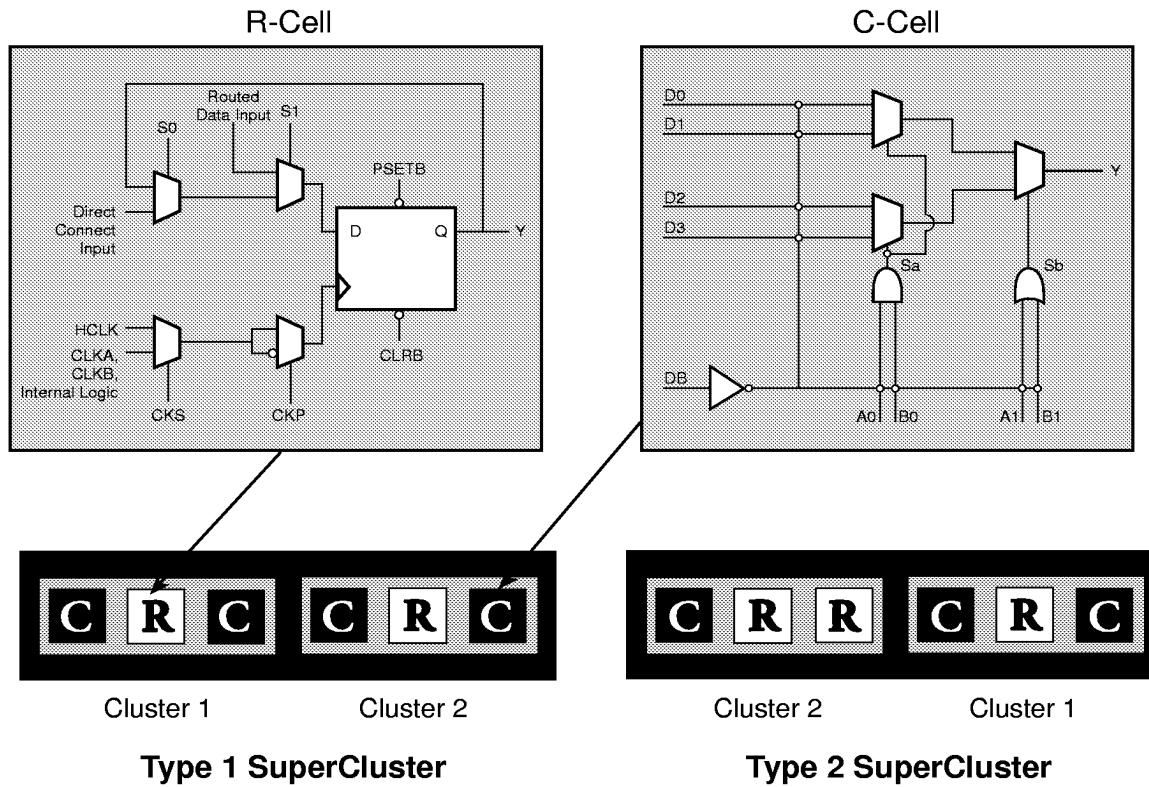 R-Cell
C-Cell
Routed
Data Input
S1
S0
PSETB
Direct
Connect
Input
D
Q
Y
HCLK
CLKA,
CLKB,
Internal Logic
CKS
CKP
CLRB
D0
D1
D2
D3
Sa
Sb
Y
DB
A0
B0
A1
B1
C R C
C R C
C R R
C R C
Cluster 1
Cluster 2
Cluster 2
Cluster 1
Type 1 SuperCluster
Type 2 SuperCluster